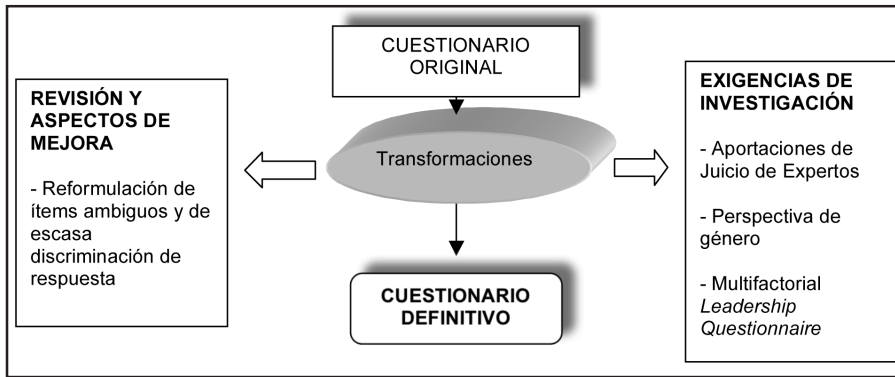 CUESTIONARIO
ORIGINAL
REVISIÓN Y
ASPECTOS DE
MEJORA
- Reformulación de
ítems ambiguos y de
escasa
discriminación de
respuesta
Transformaciones
EXIGENCIAS DE
INVESTIGACIÓN
- Aportaciones de
Juicio de Expertos
- Perspectiva de
género
- Multifactorial
Leadership
Questionnaire
CUESTIONARIO
DEFINITIVO